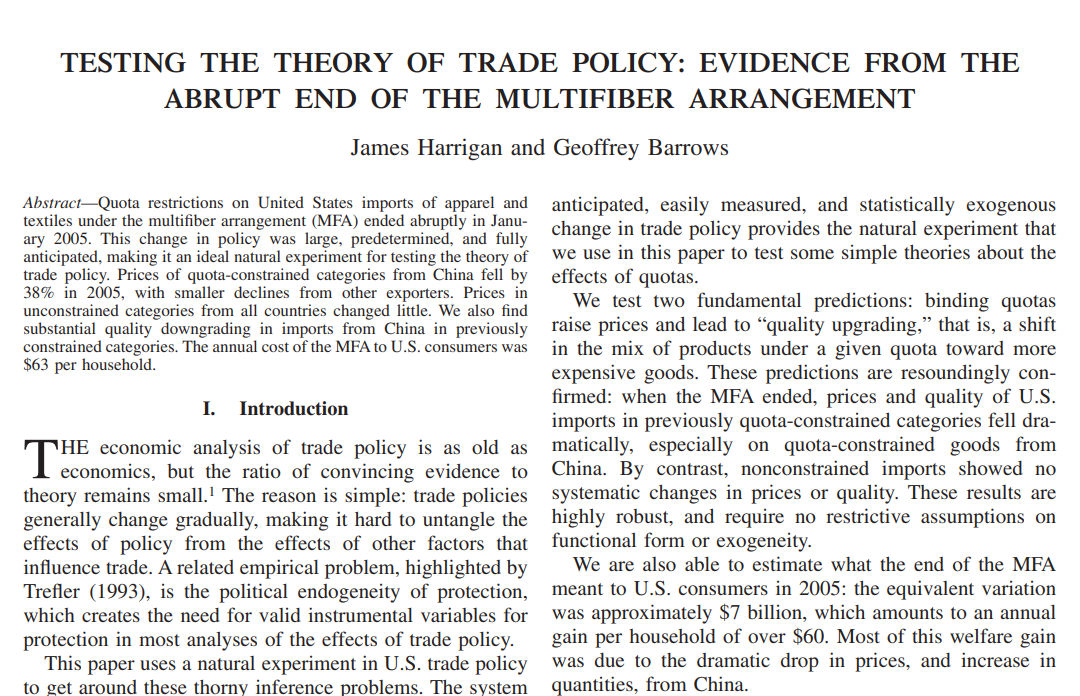 TESTING THE THEORY OF TRADE POLICY: EVIDENCE FROM THE
ABRUPT END OF THE MULTIFIBER ARRANGEMENT
James Harrigan and Geoffrey Barrows
Abstract—Quota restrictions on United States imports of apparel and
textiles under the multifiber arrangement (MFA) ended abruptly in Janu-
ary 2005. This change in policy was large, predetermined, and fully
anticipated, making it an ideal natural experiment for testing the theory of
trade policy. Prices of quota-constrained categories from China fell by
38% in 2005, with smaller declines from other exporters. Prices in
unconstrained categories from all countries changed little. We also find
substantial quality downgrading in imports from China in previously
constrained categories. The annual cost of the MFA to U.S. consumers was
$63 per household.
I. Introduction
THE economic analysis of trade policy is as old as
economics, but the ratio of convincing evidence to
theory remains small.1 The reason is simple: trade policies
generally change gradually, making it hard to untangle the
effects of policy from the effects of other factors that
influence trade. A related empirical problem, highlighted by
Trefler (1993), is the political endogeneity of protection,
which creates the need for valid instrumental variables for
protection in most analyses of the effects of trade policy.
This paper uses a natural experiment in U.S. trade policy
to get around these thorny inference problems. The system
anticipated, easily measured, and statistically exogenous
change in trade policy provides the natural experiment that
we use in this paper to test some simple theories about the
effects of quotas.
We test two fundamental predictions: binding quotas
raise prices and lead to “quality upgrading,” that is, a shift
in the mix of products under a given quota toward more
expensive goods. These predictions are resoundingly con-
firmed: when the MFA ended, prices and quality of U.S.
imports in previously quota-constrained categories fell dra-
matically, especially on quota-constrained goods from
China. By contrast, nonconstrained imports showed no
systematic changes in prices or quality. These results are
highly robust, and require no restrictive assumptions on
functional form or exogeneity.
We are also able to estimate what the end of the MFA
meant to U.S. consumers in 2005: the equivalent variation
was approximately $7 billion, which amounts to an annual
gain per household of over $60. Most of this welfare gain
was due to the dramatic drop in prices, and increase in
quantities, from China.